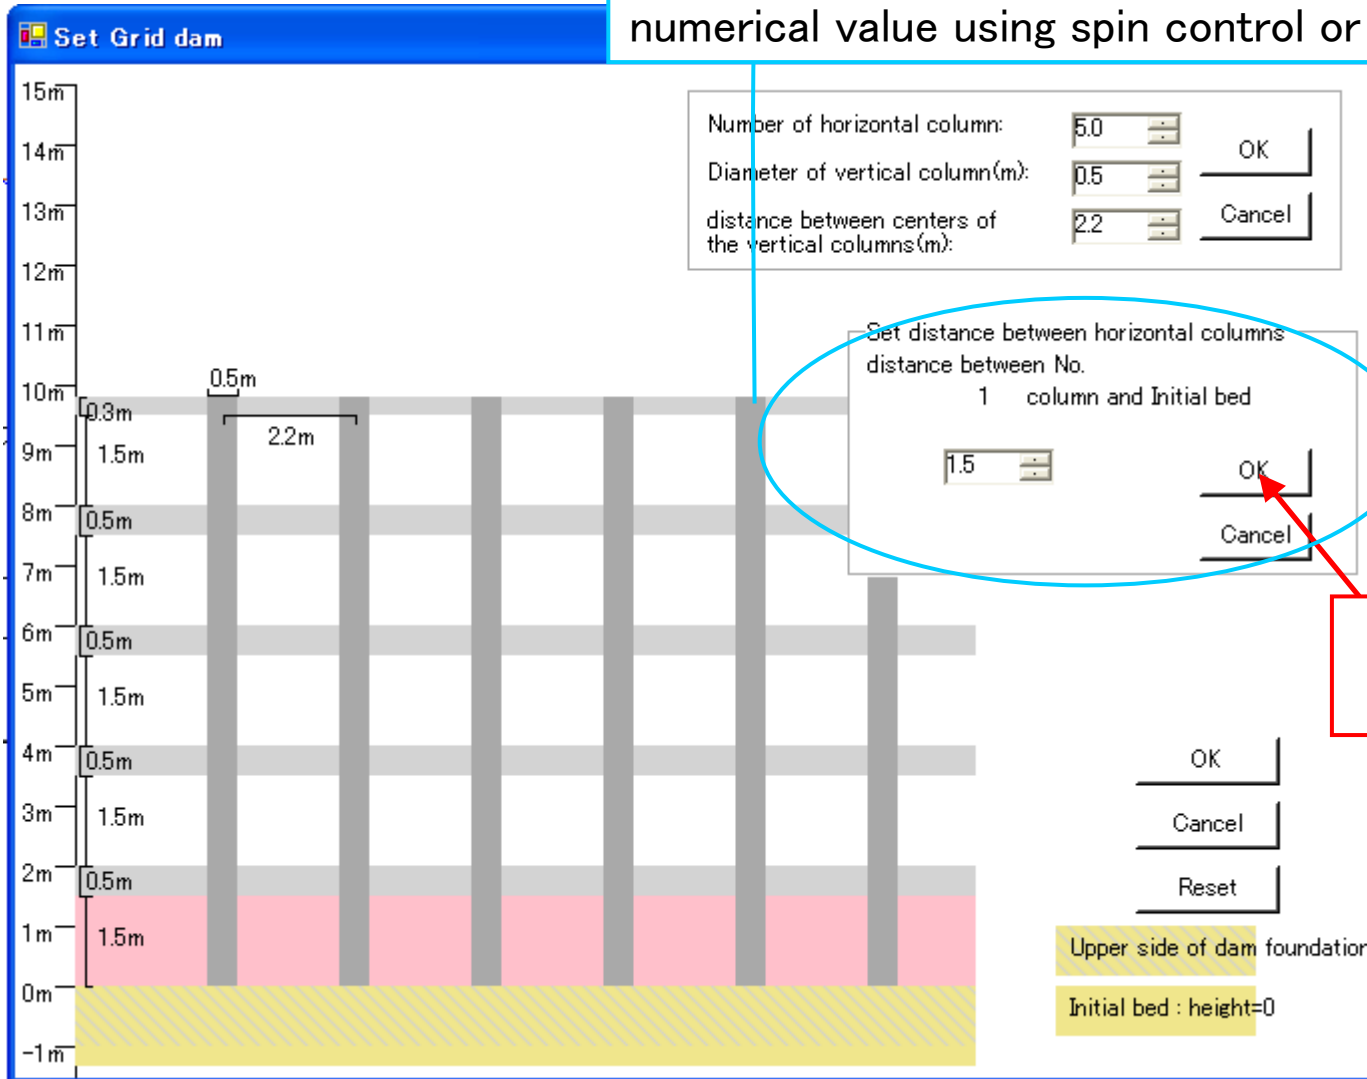 numerical value using spin control or
Set Grid dam
15m
14m
13m
12m
11m
10m
9m
8m
7m
6m
5m
4m
3m
2m
1m
0m
-1m
0.5m
2.2m
0.3m
1.5m
0.5m
1.5m
0.5m
1.5m
0.5m
1.5m
0.5m
1.5m
Number of horizontal column:
5.0
Diameter of vertical column(m):
0.5
distance between centers of
the vertical columns(m):
2.2
OK
Cancel
Set distance between horizontal columns
distance between No.
1 column and Initial bed
1.5
OK
Cancel
OK
Cancel
Reset
Upper side of dam foundation
Initial bed : height=0